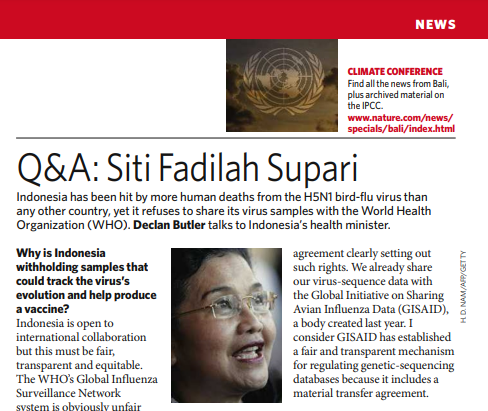 NEWS
CLIMATE CONFERENCE
Find all the news from Bali,
plus archived material on
the IPCC.
www.nature.com/news/
specials/bali/index.html
Q&A: Siti Fadilah Supari
Indonesia has been hit by more human deaths from the H5N1 bird-flu virus than
any other country, yet it refuses to share its virus samples with the World Health
Organization (WHO). Declan Butler talks to Indonesia's health minister.
Why is Indonesia
withholding samples that
could track the virus's
evolution and help produce
a vaccine?
Indonesia is open to
international collaboration
but this must be fair,
transparent and equitable.
The WHO's Global Influenza
Surveillance Network
system is obviously unfair
agreement clearly setting out
such rights. We already share
our virus-sequence data with
the Global Initiative on Sharing
Avian Influenza Data (GISAID),
a body created last year. I
consider GISAID has established
a fair and transparent mechanism
for regulating genetic-sequencing
databases because it includes a
material transfer agreement.
H. D. NAM/AFP/GETTY